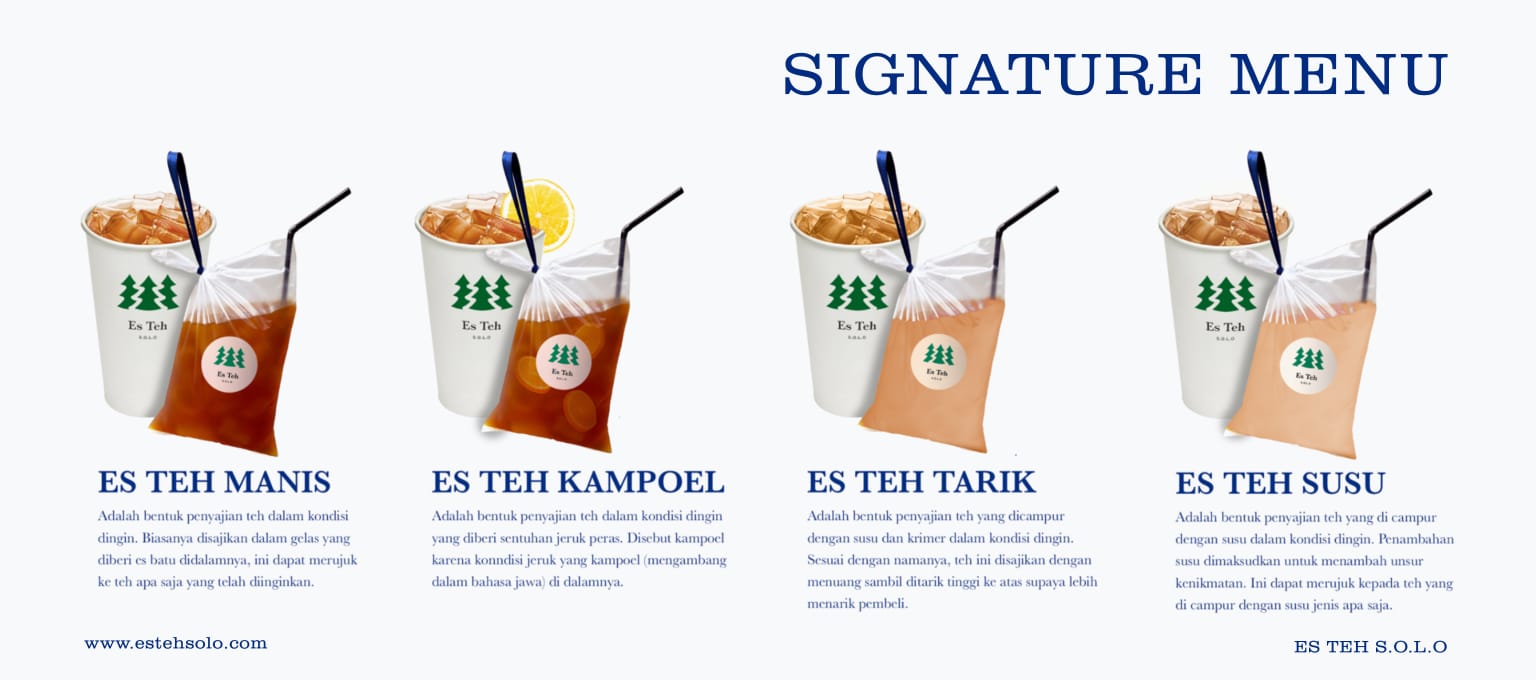 SIGNATURE MENU
Es Teh
S.O.L.O
Es Teh
SOLO
Es Teh
S.O.L.O
Es Teh
SOLO
Es Teh
S.O.L.O
Es Teh
SOLO
Es Teh
S.O.L.O
Es Teh
SOLO
ES TEH MANIS
Adalah bentuk penyajian teh dalam kondisi
dingin. Biasanya disajikan dalam gelas yang
diberi es batu didalamnya, ini dapat merujuk
ke teh apa saja yang telah diinginkan.
ES TEH KAMPOEL
Adalah bentuk penyajian teh dalam kondisi dingin
yang diberi sentuhan jeruk peras. Disebut kampoel
karena konndisi jeruk yang kampoel (mengambang
dalam bahasa jawa) di dalamnya.
ES TEH TARIK
Adalah bentuk penyajian teh yang dicampur
dengan susu dan krimer dalam kondisi dingin.
Sesuai dengan namanya, teh ini disajikan dengan
menuang sambil ditarik tinggi ke atas supaya lebih
menarik pembeli.
ES TEH SUSU
Adalah bentuk penyajian teh yang di campur
dengan susu dalam kondisi dingin. Penambahan
susu dimaksudkan untuk menambah unsur
kenikmatan. Ini dapat merujuk kepada teh yang
di campur dengan susu jenis apa saja.
www.estehsolo.com
ES TEH S.O.L.O